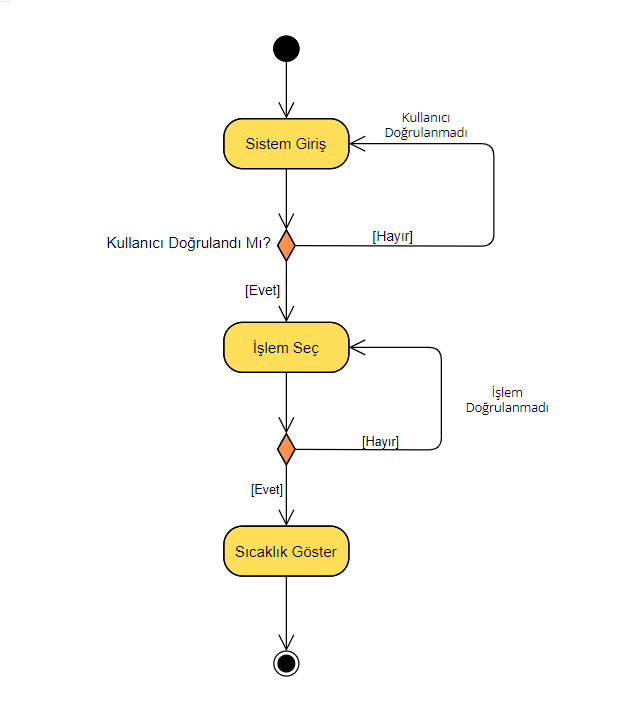 Kullanıcı
Doğrulanmadı
Sistem Giriş
Kullanıcı Doğrulandı Mı?
[Hayır]
[Evet]
İşlem Seç
İşlem
Doğrulanmadı
[Hayır]
[Evet]
Sıcaklık Göster